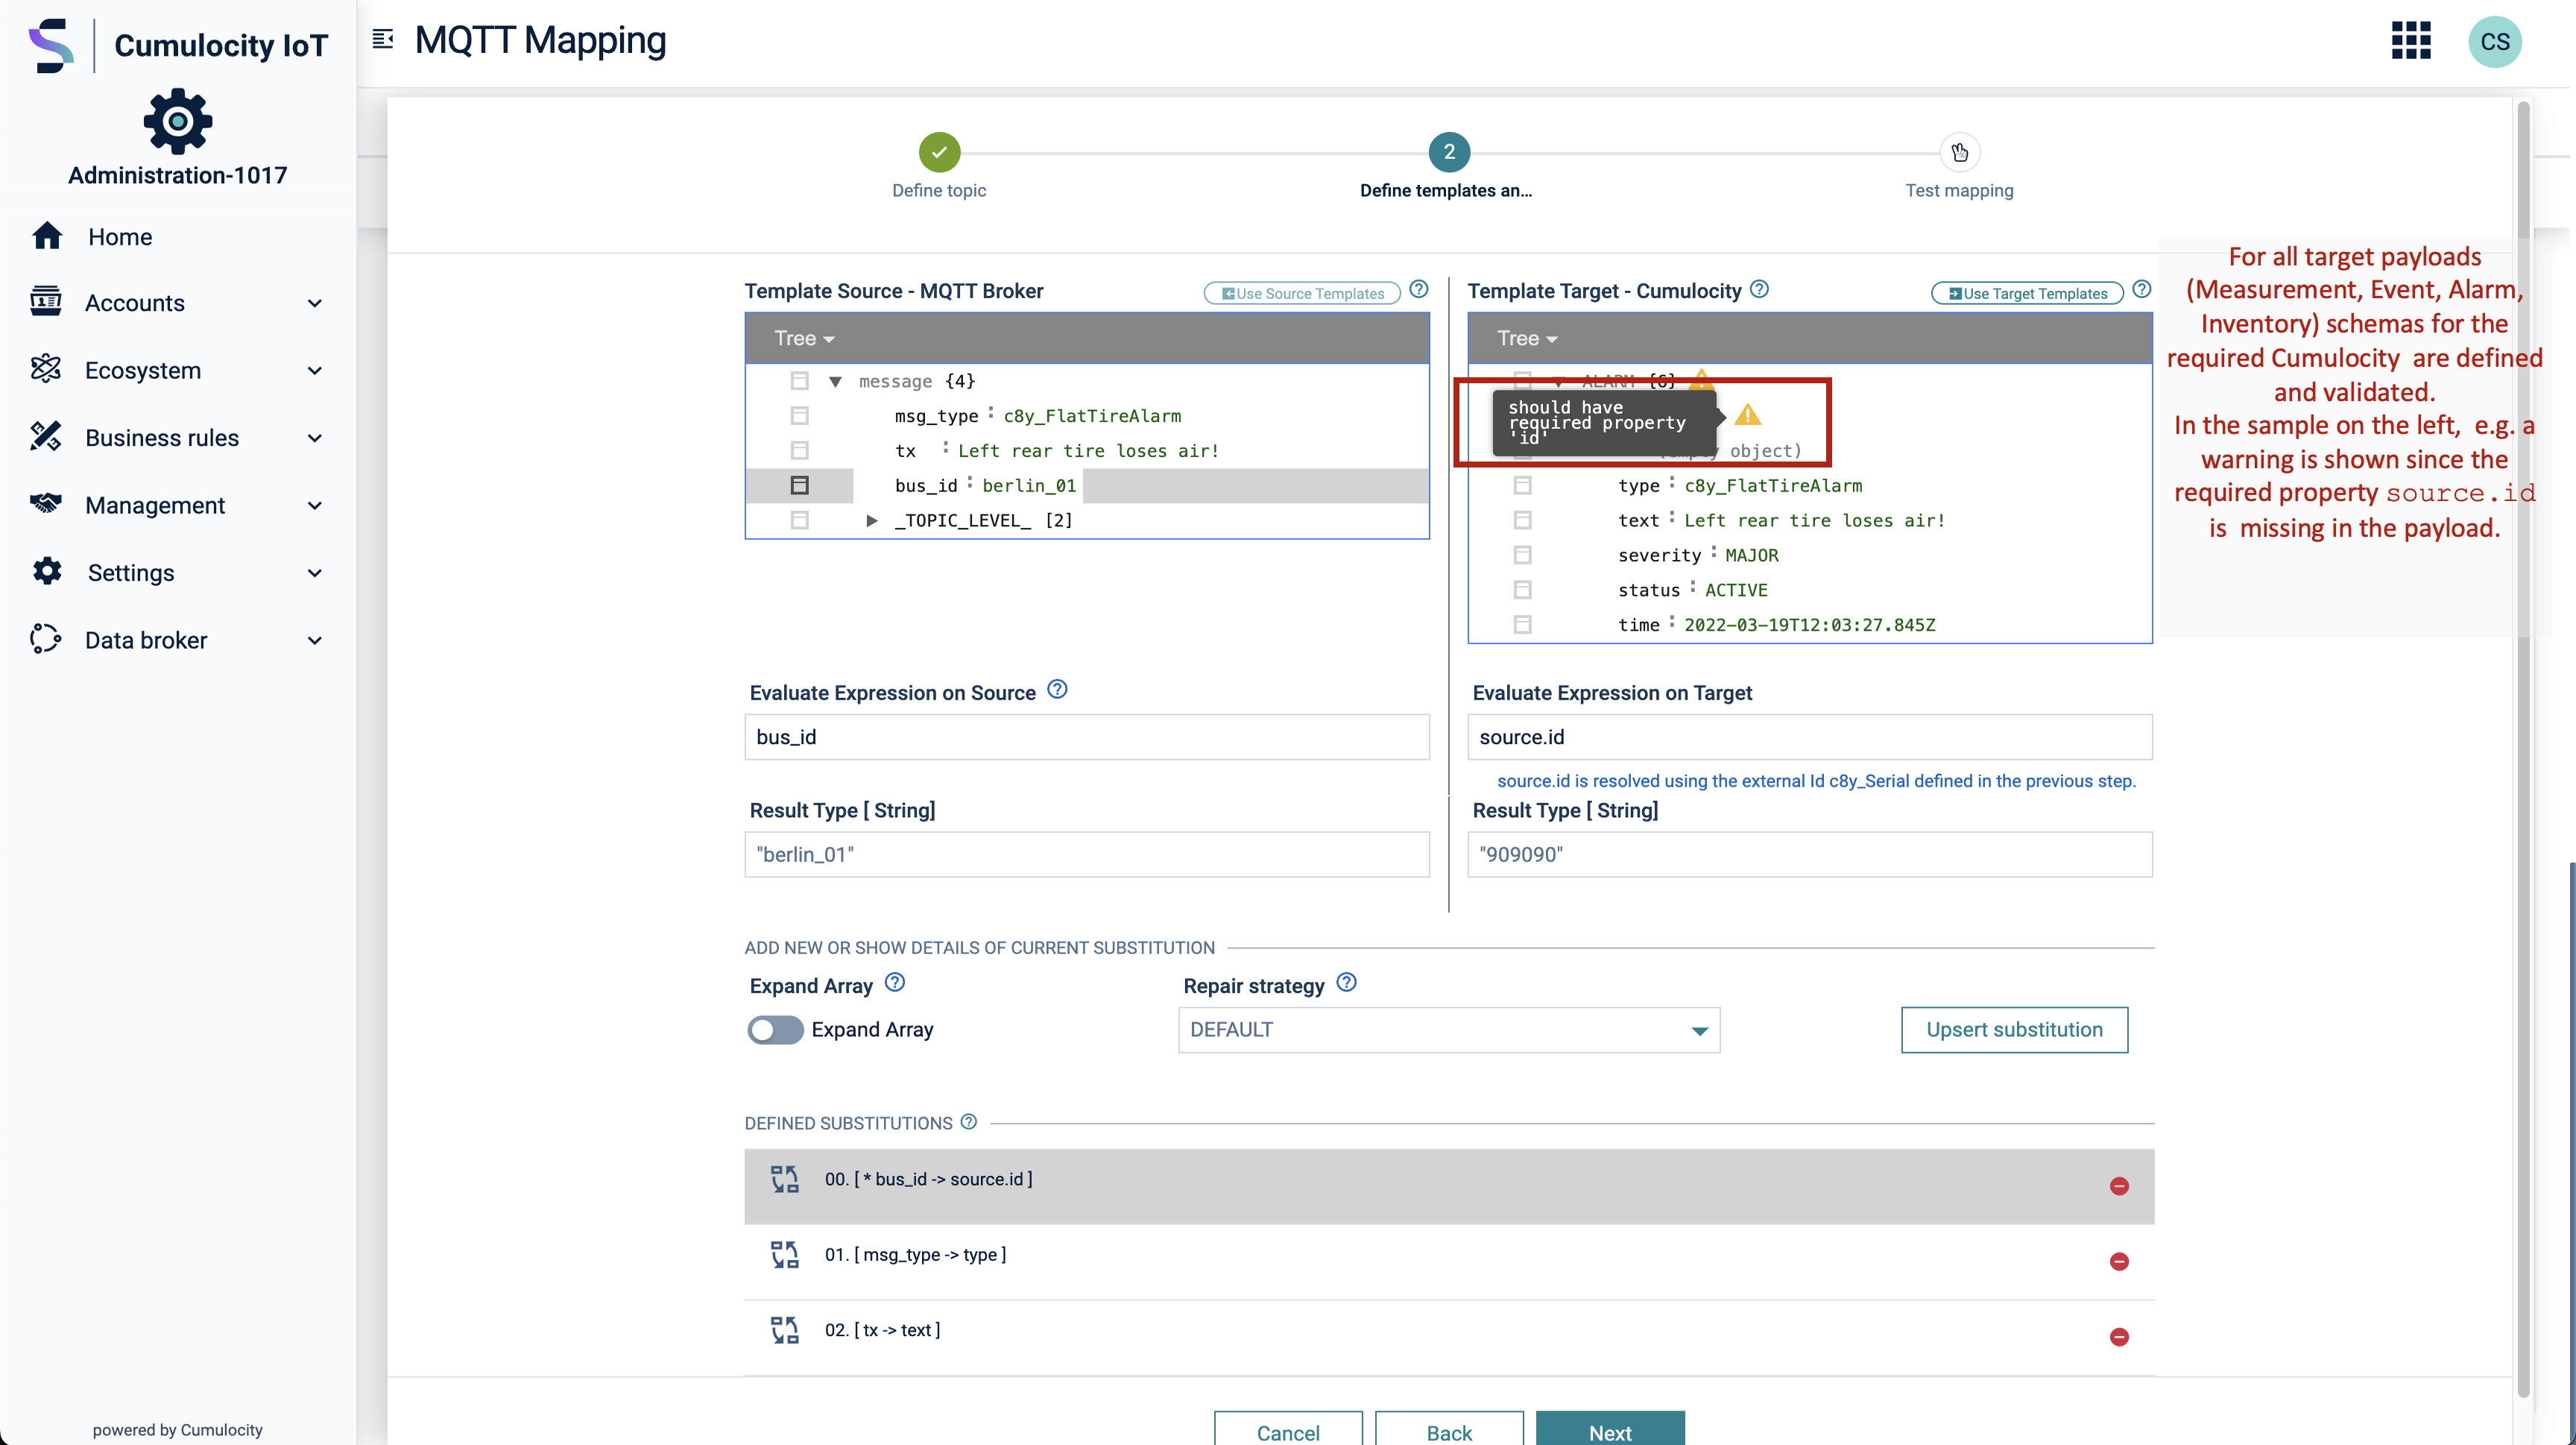 Cumulocity IoT
MQTT Mapping
CS
Administration-1017
Home
Accounts
Ecosystem
Business rules
Management
Settings
Data broker
powered by Cumulocity
Define topic
2
Define templates an...
Test mapping
Template Source - MQTT Broker
Use Source Templates
Tree
message {4}
msg_type : c8y_FlatTireAlarm
tx : Left rear tire loses air!
bus_id : berlin_01
_TOPIC_LEVEL_ [2]
Template Target - Cumulocity
Use Target Templates
Tree
ALARM {6}
should have
required property
'id'
(empty object)
type : c8y_FlatTireAlarm
text : Left rear tire loses air!
severity : MAJOR
status : ACTIVE
time : 2022-03-19T12:03:27.845Z
For all target payloads
(Measurement, Event, Alarm,
Inventory) schemas for the
required Cumulocity are defined
and validated.
In the sample on the left, e.g. a
warning is shown since the
required property source.id
is missing in the payload.
Evaluate Expression on Source
bus_id
Evaluate Expression on Target
source.id
source.id is resolved using the external Id c8y_Serial defined in the previous step.
Result Type [ String]
"berlin_01"
Result Type [ String]
"909090"
ADD NEW OR SHOW DETAILS OF CURRENT SUBSTITUTION
Expand Array
Expand Array
Repair strategy
DEFAULT
Upsert substitution
DEFINED SUBSTITUTIONS
00. [ * bus_id -> source.id ]
01. [ msg_type -> type ]
02. [ tx -> text ]
Cancel
Back
Next